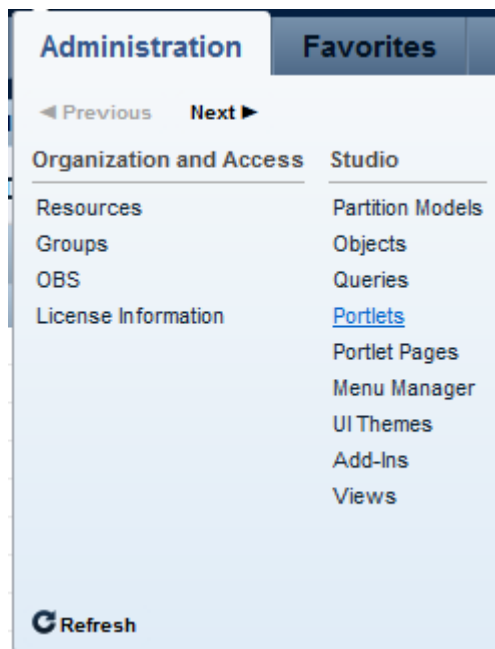 Administration Favorites
◄ Previous Next ►
Organization and Access Studio
Resources Partition Models
Groups Objects
OBS Queries
License Information Portlets
Portlet Pages
Menu Manager
UI Themes
Add-Ins
Views
Refresh